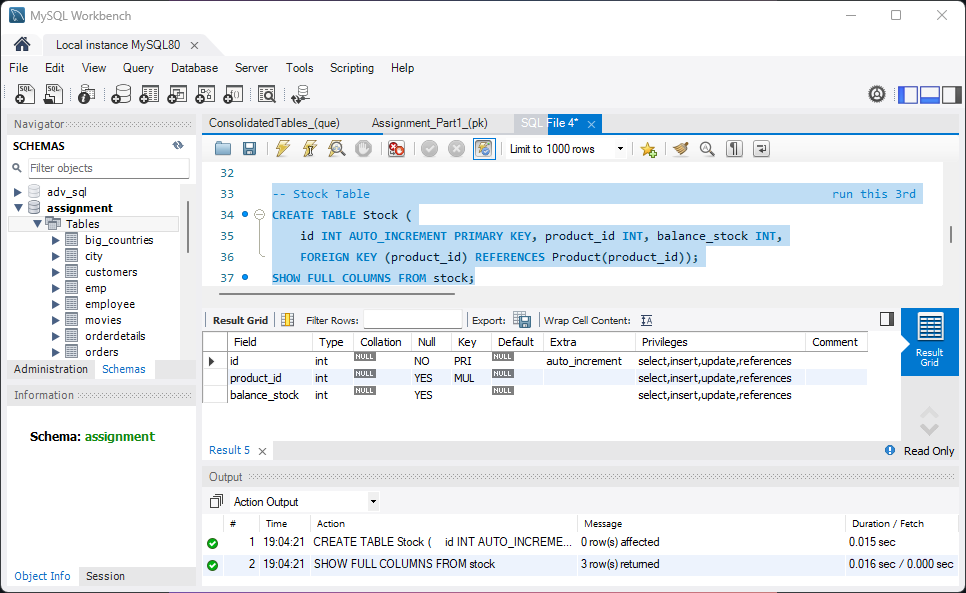 MySQL Workbench
Local instance MySQL80
File Edit View Query Database Server Tools Scripting Help
Navigator
SCHEMAS
Filter objects
adv_sql
assignment
Tables
big_countries
city
customers
emp
employee
movies
orderdetails
orders
Administration Schemas
Information
Schema: assignment
Object Info Session
ConsolidatedTables_(que) Assignment_Part1_(pk) SQL File 4*
Limit to 1000 rows
32
33 -- Stock Table run this 3rd
34 CREATE TABLE Stock (
35 id INT AUTO_INCREMENT PRIMARY KEY, product_id INT, balance_stock INT,
36 FOREIGN KEY (product_id) REFERENCES Product(product_id));
37 SHOW FULL COLUMNS FROM stock;
Result Grid Filter Rows: Export: Wrap Cell Content:
Field Type Collation Null Key Default Extra Privileges Comment
id int NULL NO PRI NULL auto_increment select,insert,update,references
product_id int NULL YES MUL NULL select,insert,update,references
balance_stock int NULL YES NULL select,insert,update,references
Result
Grid
Result 5 Read Only
Output
Action Output
# Time Action Message Duration / Fetch
1 19:04:21 CREATE TABLE Stock ( id INT AUTO_INCREME... 0 row(s) affected 0.015 sec
2 19:04:21 SHOW FULL COLUMNS FROM stock 3 row(s) returned 0.016 sec / 0.000 sec